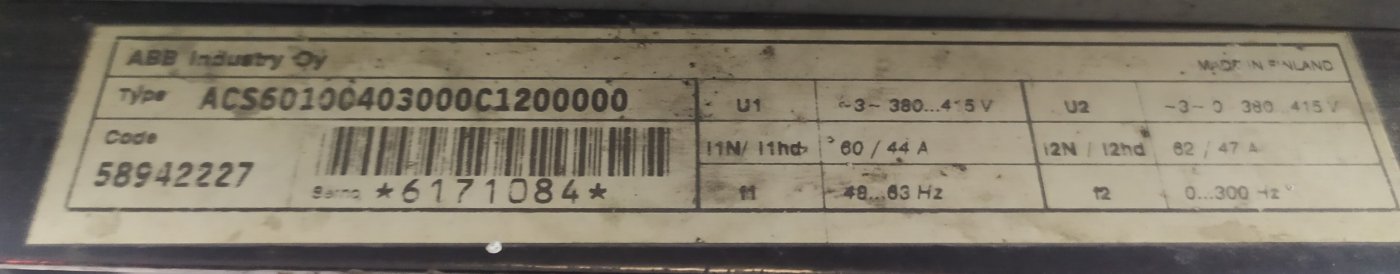 ABB Industry Oy
MADE IN FINLAND
Type ACS60100403000C1200000
Code
58942227
Serno *6171084*
U1 ~3~ 380...415 V
U2 ~3~ 0 380...415 V
I1N/ I1hd 60 / 44 A
I2N / I2hd 62 / 47 A
f1 48...63 Hz
f2 0...300 Hz